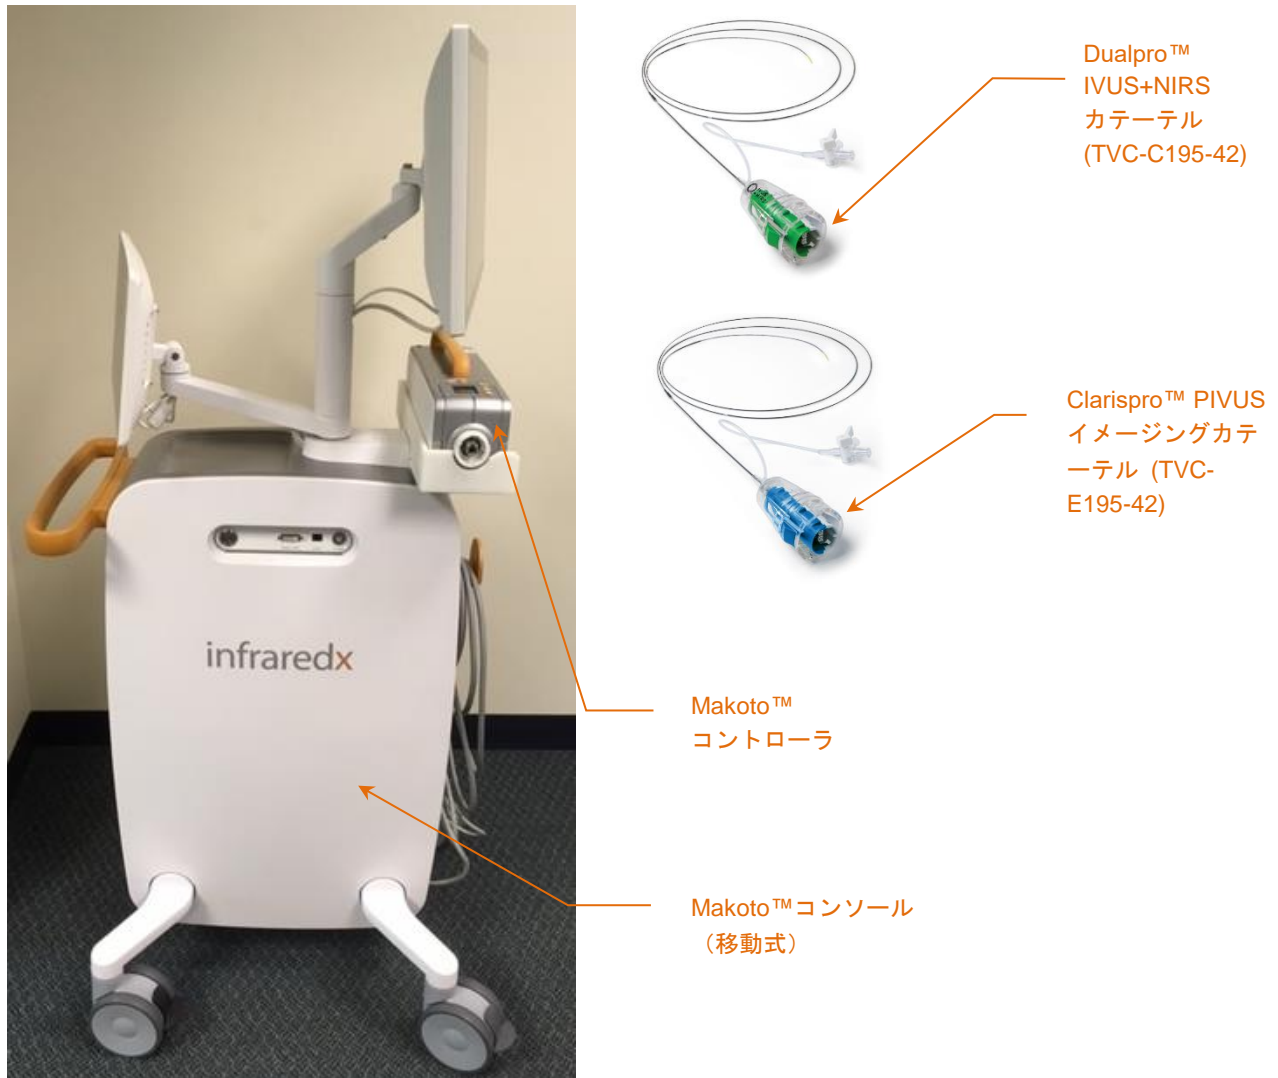 Dualpro™
IVUS+NIRS
カテーテル
(TVC-C195-42)
Clarispro™ PIVUS
イメージングカテ
ーテル (TVC-
E195-42)
infraredx
Makoto™
コントローラ
Makoto™コンソール
（移動式）